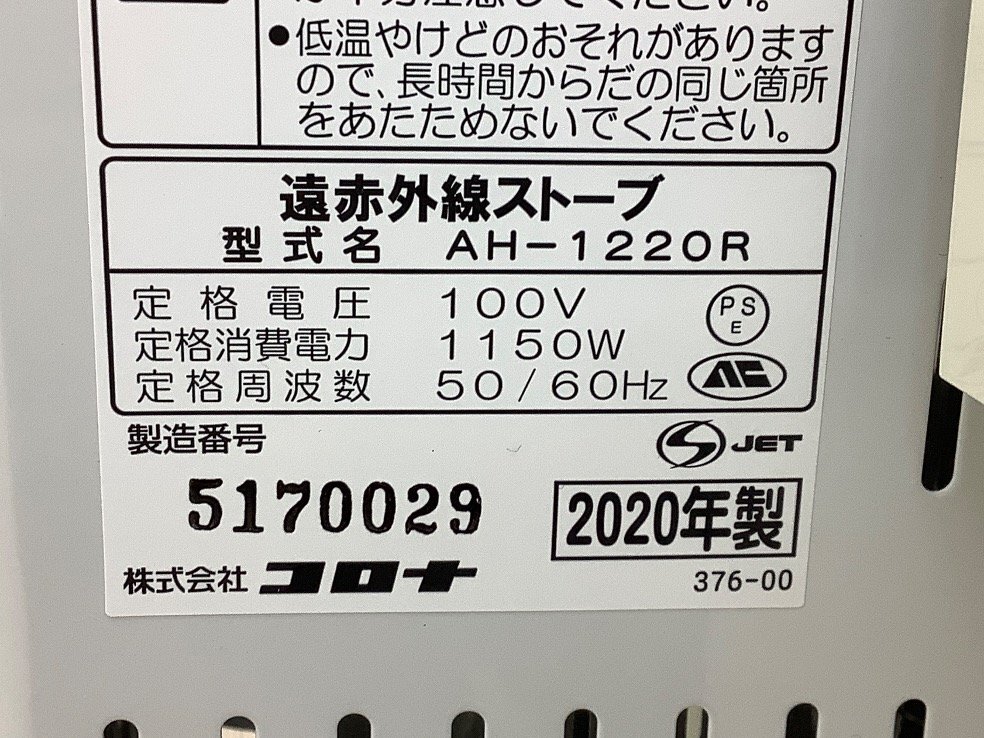 ●低温やけどのおそれがあります
ので、長時間からだの同じ箇所
をあたためないでください。
遠赤外線ストーブ
型式名 AH-1220R
定格電圧 100V
PS
E
定格消費電力 1150W
定格周波数 50/60Hz
製造番号
S JET
5170029
2020年製
株式会社 コロナ
376-00